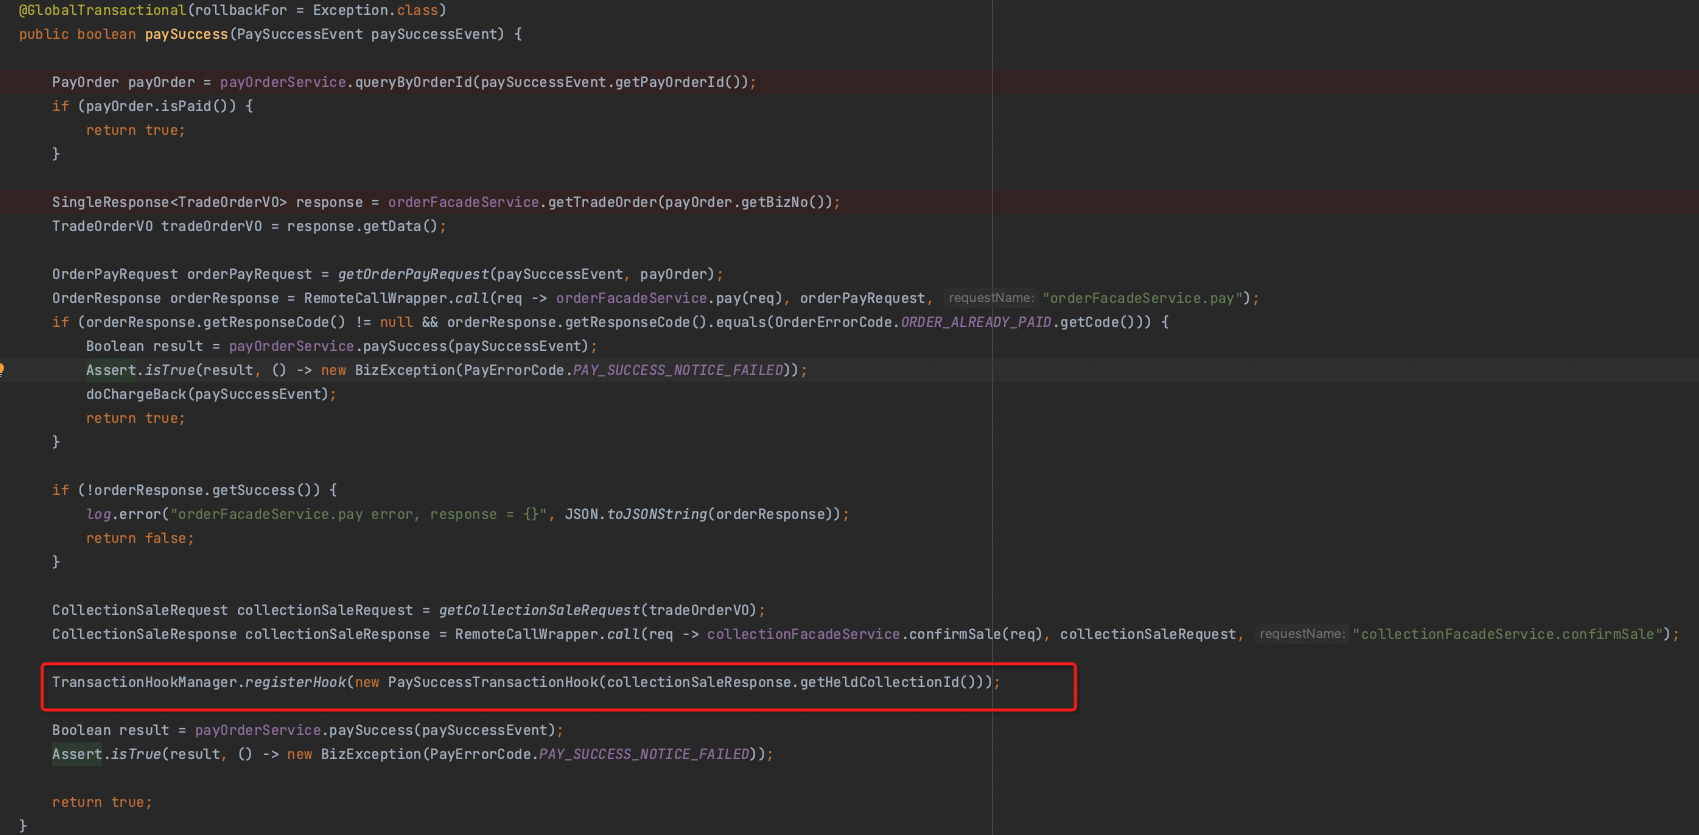 @GlobalTransactional(rollbackFor = Exception.class)
public boolean paySuccess(PaySuccessEvent paySuccessEvent) {
PayOrder payOrder = payOrderService.queryByOrderId(paySuccessEvent.getPayOrderId());
if (payOrder.isPaid()) {
return true;
}
SingleResponse<TradeOrderVO> response = orderFacadeService.getTradeOrder(payOrder.getBizNo());
TradeOrderVO tradeOrderVO = response.getData();
OrderPayRequest orderPayRequest = getOrderPayRequest(paySuccessEvent, payOrder);
OrderResponse orderResponse = RemoteCallWrapper.call(req -> orderFacadeService.pay(req), orderPayRequest, requestName: "orderFacadeService.pay");
if (orderResponse.getResponseCode() != null && orderResponse.getResponseCode().equals(OrderErrorCode.ORDER_ALREADY_PAID.getCode())) {
Boolean result = payOrderService.paySuccess(paySuccessEvent);
Assert.isTrue(result, () -> new BizException(PayErrorCode.PAY_SUCCESS_NOTICE_FAILED));
doChargeBack(paySuccessEvent);
return true;
}
if (!orderResponse.getSuccess()) {
log.error("orderFacadeService.pay error, response = {}", JSON.toJSONString(orderResponse));
return false;
}
CollectionSaleRequest collectionSaleRequest = getCollectionSaleRequest(tradeOrderVO);
CollectionSaleResponse collectionSaleResponse = RemoteCallWrapper.call(req -> collectionFacadeService.confirmSale(req), collectionSaleRequest, requestName: "collectionFacadeService.confirmSale");
TransactionHookManager.registerHook(new PaySuccessTransactionHook(collectionSaleResponse.getHeldCollectionId()));
Boolean result = payOrderService.paySuccess(paySuccessEvent);
Assert.isTrue(result, () -> new BizException(PayErrorCode.PAY_SUCCESS_NOTICE_FAILED));
return true;
}